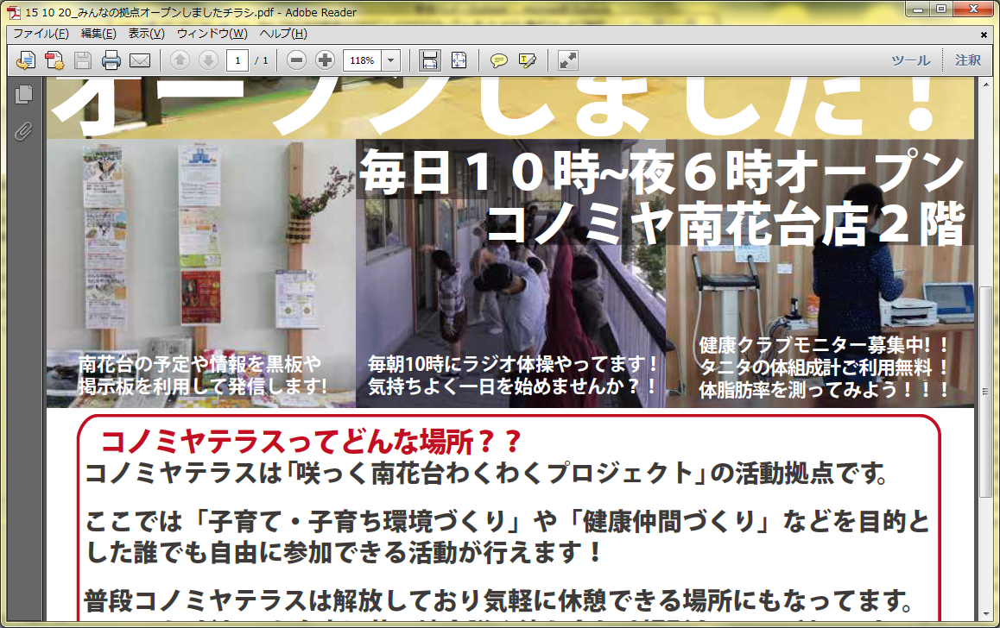 15 10 20_みんなの拠点オープンしましたチラシ.pdf - Adobe Reader
ファイル(F) 編集(E) 表示(V) ウィンドウ(W) ヘルプ(H)
1 / 1 118% ツール 注釈
オープンしました！
毎日１０時~夜６時オープン
コノミヤ南花台店２階
南花台の予定や情報を黒板や
掲示板を利用して発信します!
毎朝10時にラジオ体操やってます！
気持ちよく一日を始めませんか？！
健康クラブモニター募集中！！
タニタの体組成計ご利用無料！
体脂肪率を測ってみよう！！！
コノミヤテラスってどんな場所？？
コノミヤテラスは「咲っく南花台わくわくプロジェクト」の活動拠点です。
ここでは「子育て・子育ち環境づくり」や「健康仲間づくり」などを目的と
した誰でも自由に参加できる活動が行えます！
普段コノミヤテラスは解放しており気軽に休憩できる場所にもなってます。